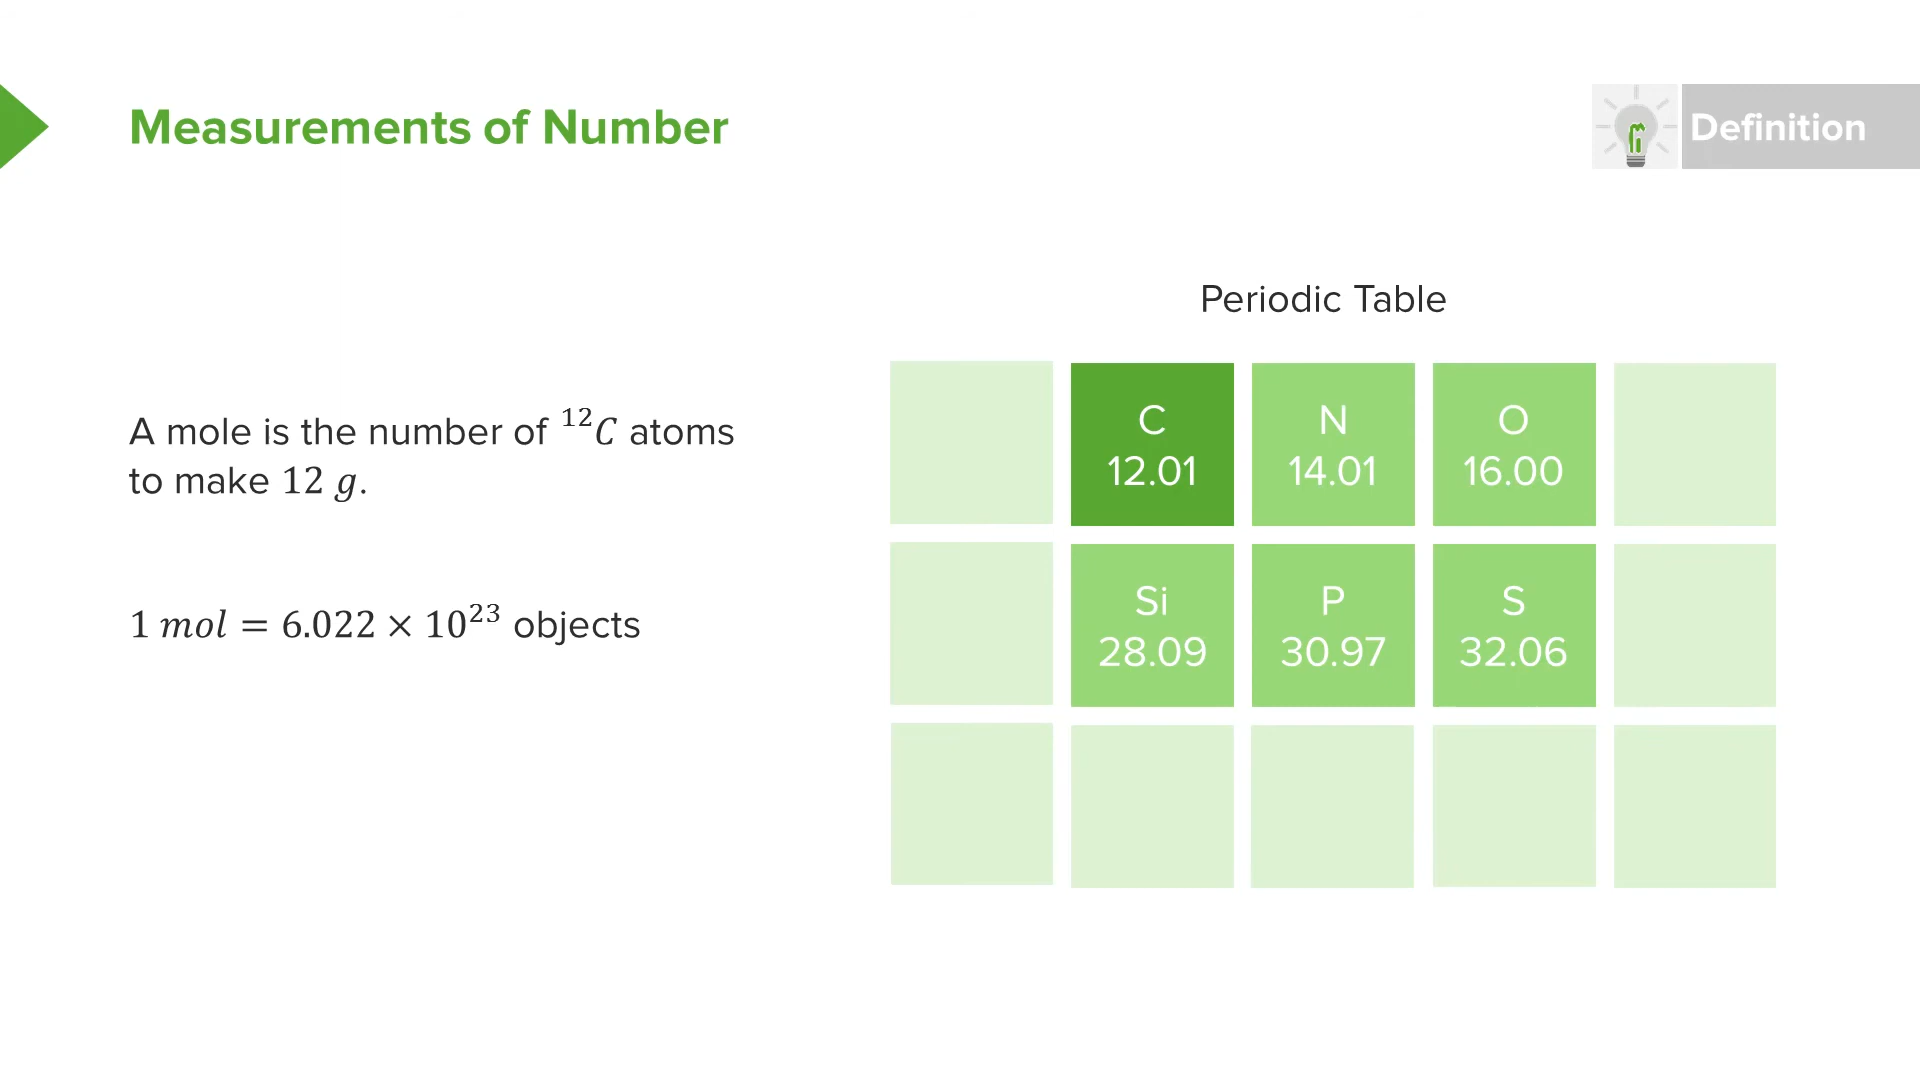 Measurements of Number
Definition
Periodic Table
A mole is the number of ¹²C atoms
to make 12 g.
1 mol = 6.022 × 10²³ objects
C
12.01
N
14.01
O
16.00
Si
28.09
P
30.97
S
32.06